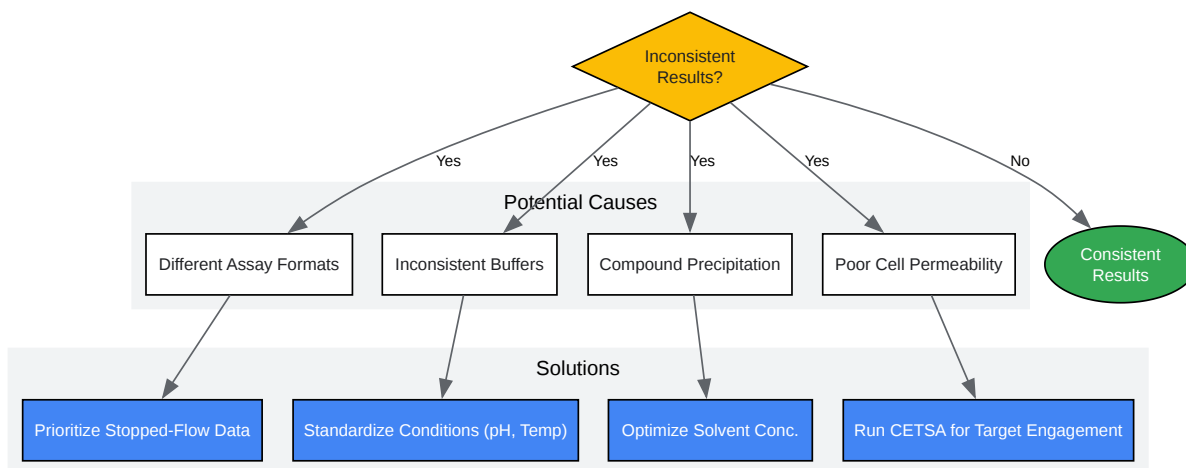 Inconsistent
Results?
Yes
Yes
Yes
Yes
No
Potential Causes
Different Assay Formats
Inconsistent Buffers
Compound Precipitation
Poor Cell Permeability
Consistent
Results
Solutions
Prioritize Stopped-Flow Data
Standardize Conditions (pH, Temp)
Optimize Solvent Conc.
Run CETSA for Target Engagement